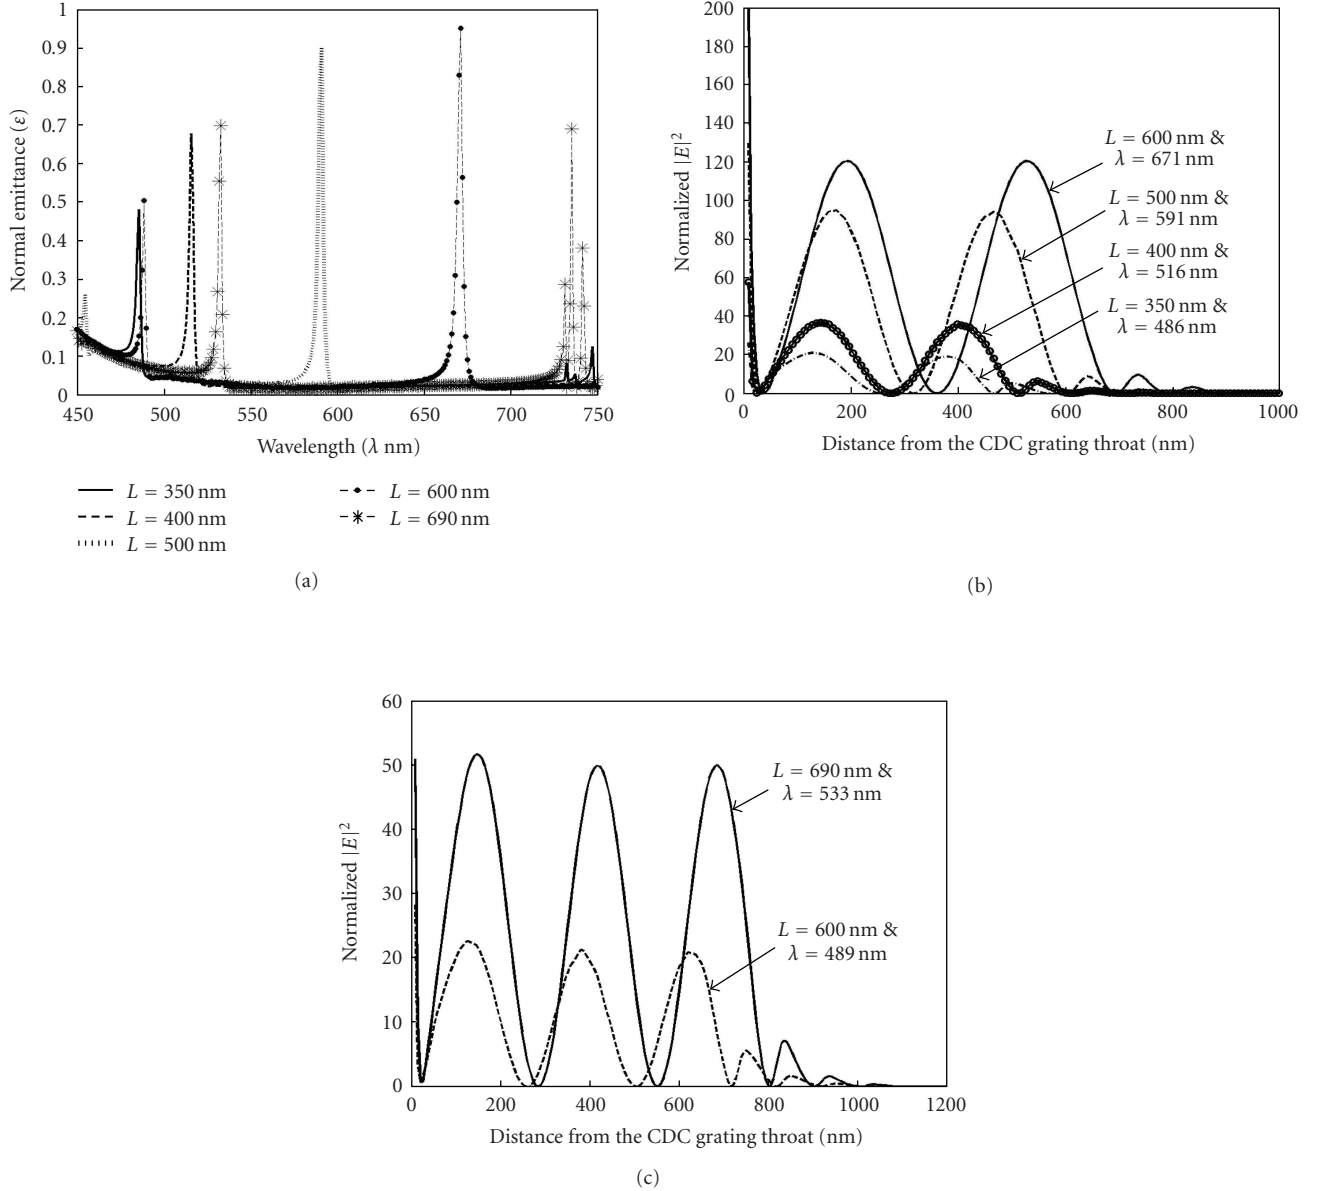 1
0.9
0.8
0.7
0.6
0.5
0.4
0.3
0.2
0.1
0
Normal emittance (ε)
450 500 550 600 650 700 750
Wavelength (λ nm)
L = 350 nm
L = 400 nm
L = 500 nm
L = 600 nm
L = 690 nm
(a)
200
180
160
140
120
100
80
60
40
20
0
Normalized |E|²
L = 600 nm &
λ = 671 nm
L = 500 nm &
λ = 591 nm
L = 400 nm &
λ = 516 nm
L = 350 nm &
λ = 486 nm
0 200 400 600 800 1000
Distance from the CDC grating throat (nm)
(b)
60
50
40
30
20
10
0
Normalized |E|²
L = 690 nm &
λ = 533 nm
L = 600 nm &
λ = 489 nm
0 200 400 600 800 1000 1200
Distance from the CDC grating throat (nm)
(c)